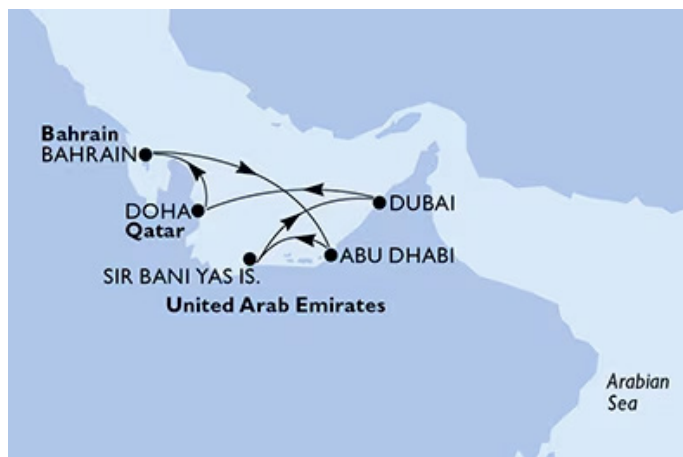 Bahrain
BAHRAIN
DOHA
Qatar
DUBAI
ABU DHABI
SIR BANI YAS IS.
United Arab Emirates
Arabian
Sea